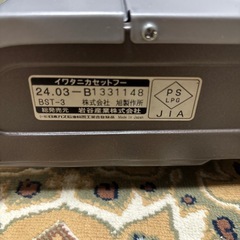 イワタニカセットフー
24.03-B1331148
BST-3 株式会社 旭製作所
総発売元 岩谷産業株式会社
Made in Japan
PS
LPG
JIA